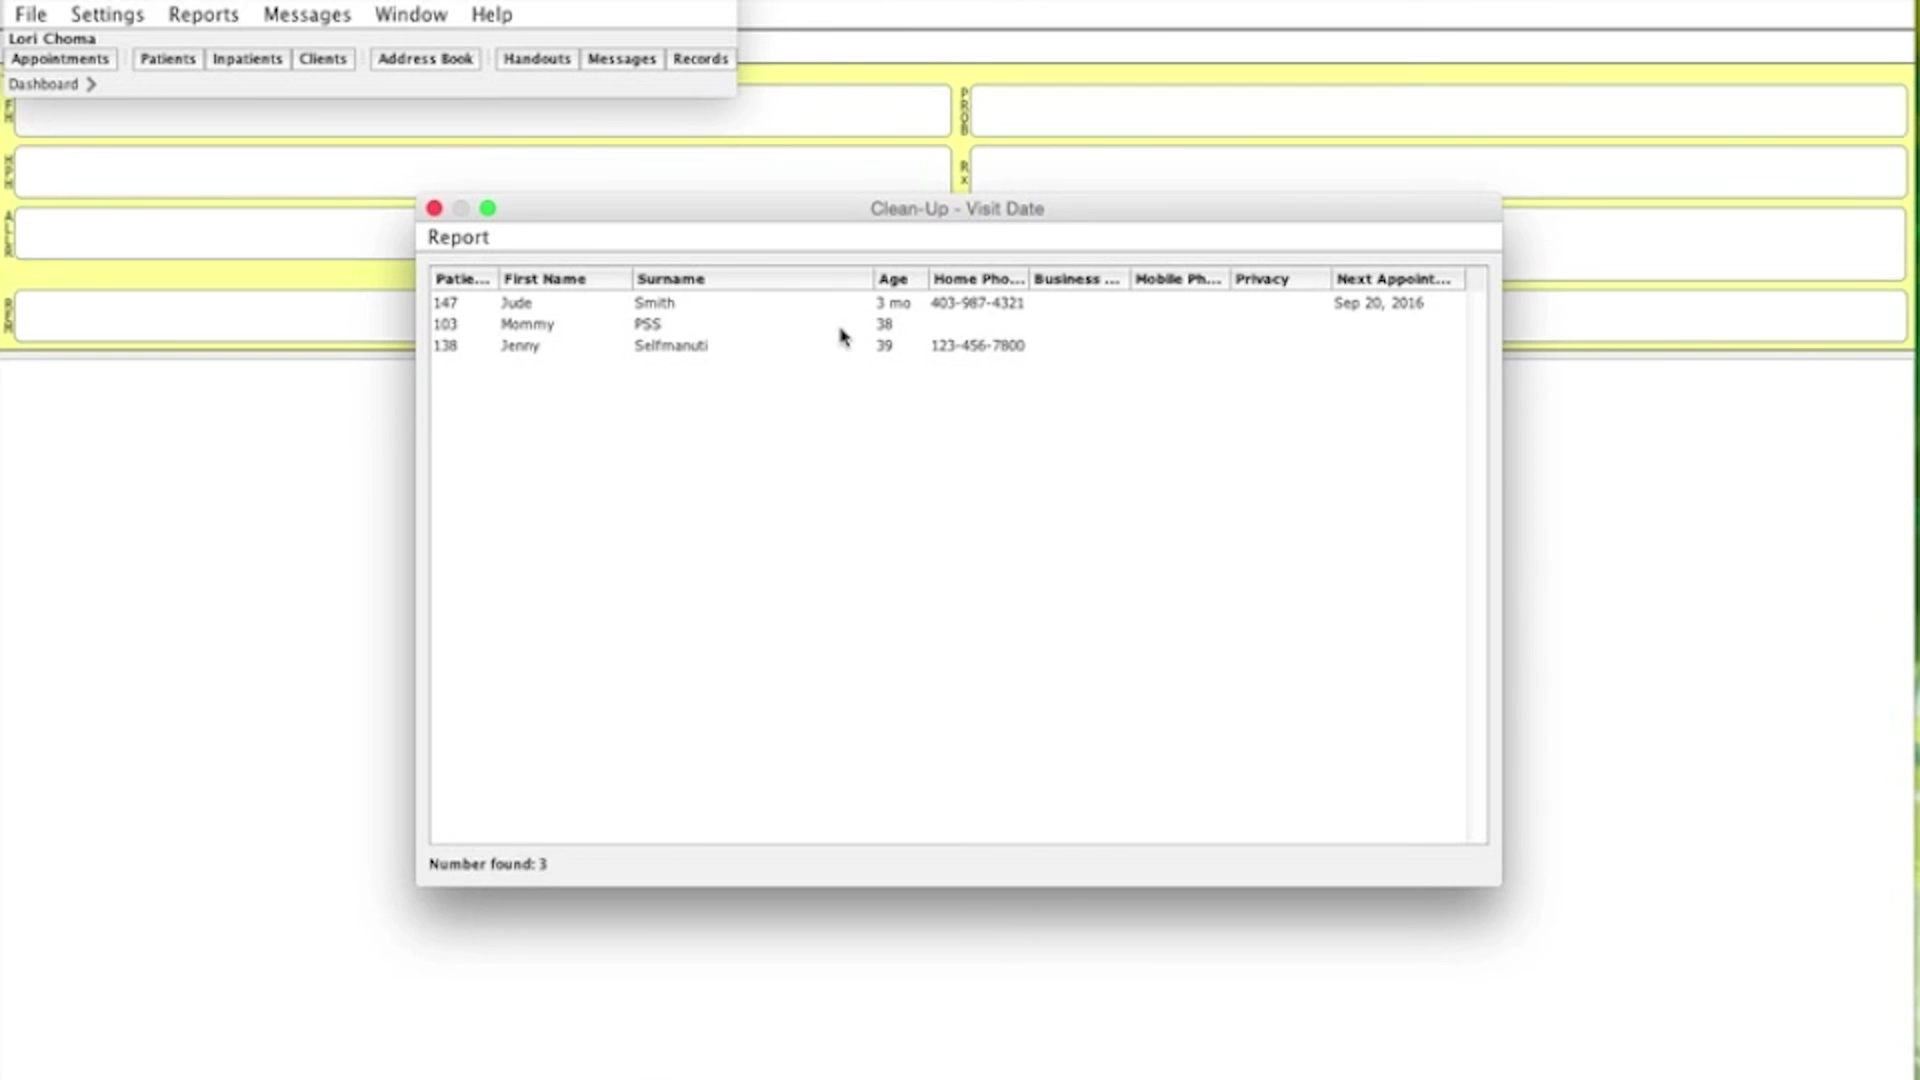 File Settings Reports Messages Window Help
Lori Choma
Appointments Patients Inpatients Clients Address Book Handouts Messages Records
Dashboard
PROB
Rx
Clean-Up - Visit Date
Report
Patie... First Name Surname Age Home Pho... Business ... Mobile Ph... Privacy Next Appoint...
147 Jude Smith 3 mo 403-987-4321 Sep 20, 2016
103 Mommy PSS 38
138 Jenny Selfmanuti 39 123-456-7800
Number found: 3